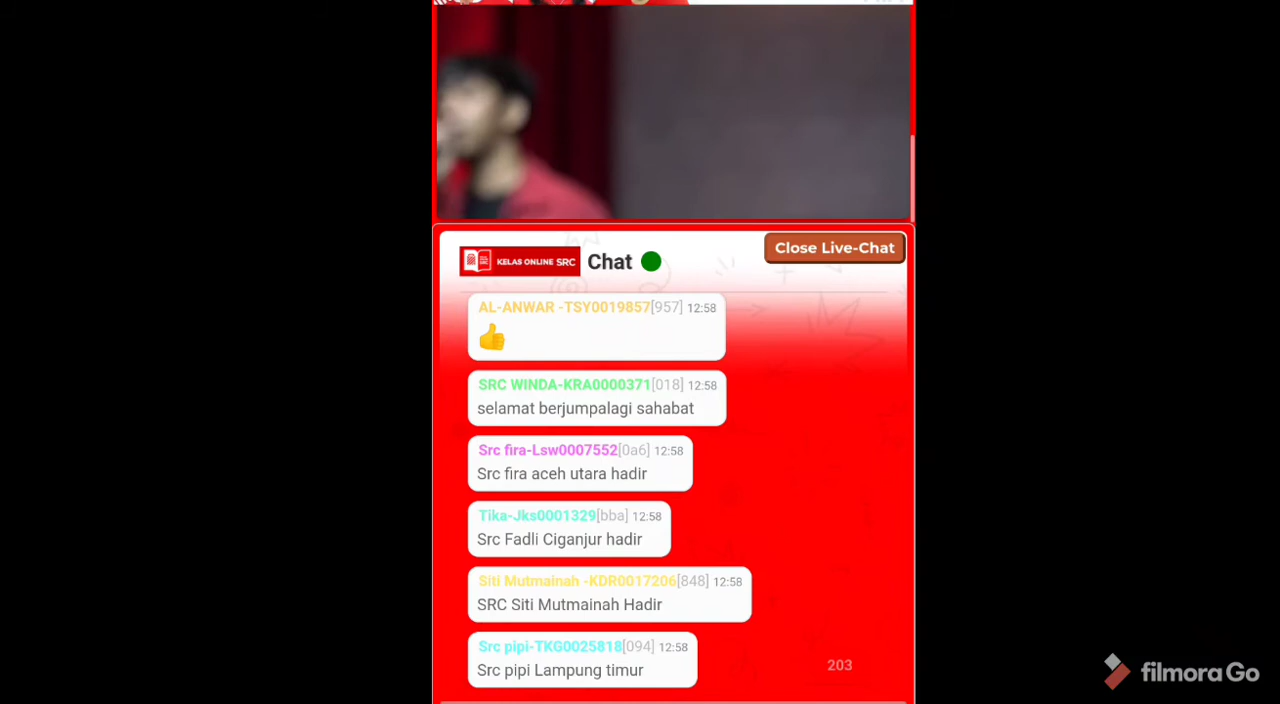 KELAS ONLINE SRC
Chat
Close Live-Chat
AL-ANWAR -TSY0019857[957] 12:58
👍
SRC WINDA-KRA0000371[018] 12:58
selamat berjumpalagi sahabat
Src fira-Lsw0007552[0a6] 12:58
Src fira aceh utara hadir
Tika-Jks0001329[bba] 12:58
Src Fadli Ciganjur hadir
Siti Mutmainah -KDR0017206[848] 12:58
SRC Siti Mutmainah Hadir
Src pipi-TKG0025818[094] 12:58
Src pipi Lampung timur
203
filmoraGo